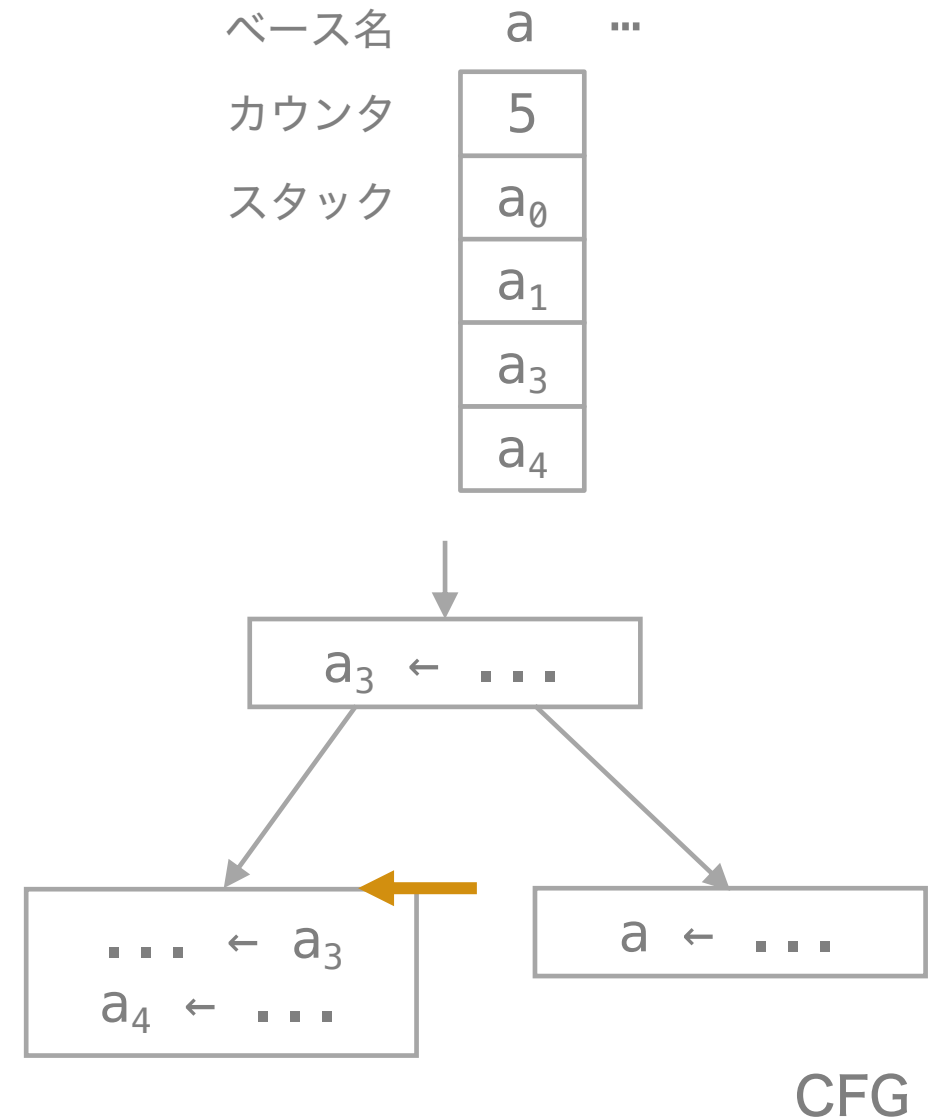 ベース名 a …
カウンタ 5
スタック a₀
a₁
a₃
a₄
a₃ ← ...
... ← a₃
a₄ ← ...
a ← ...
CFG